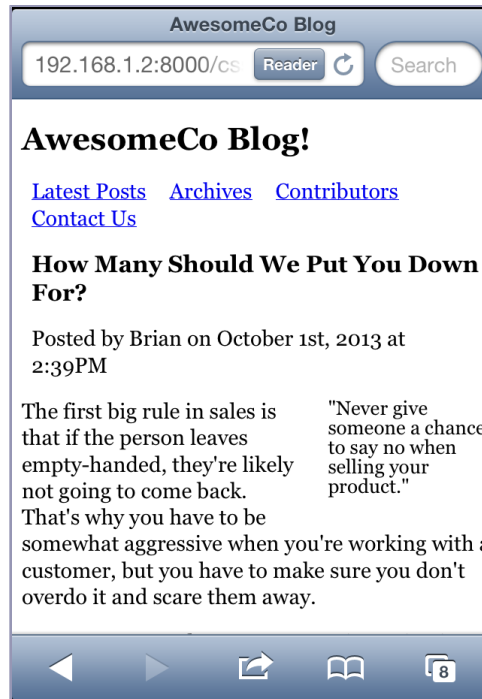 AwesomeCo Blog
192.168.1.2:8000/cs Reader Search
AwesomeCo Blog!
Latest Posts Archives Contributors
Contact Us
How Many Should We Put You Down
For?
Posted by Brian on October 1st, 2013 at
2:39PM
"Never give
someone a chance
to say no when
selling your
product."
The first big rule in sales is
that if the person leaves
empty-handed, they're likely
not going to come back.
That's why you have to be
somewhat aggressive when you're working with a
customer, but you have to make sure you don't
overdo it and scare them away.
8